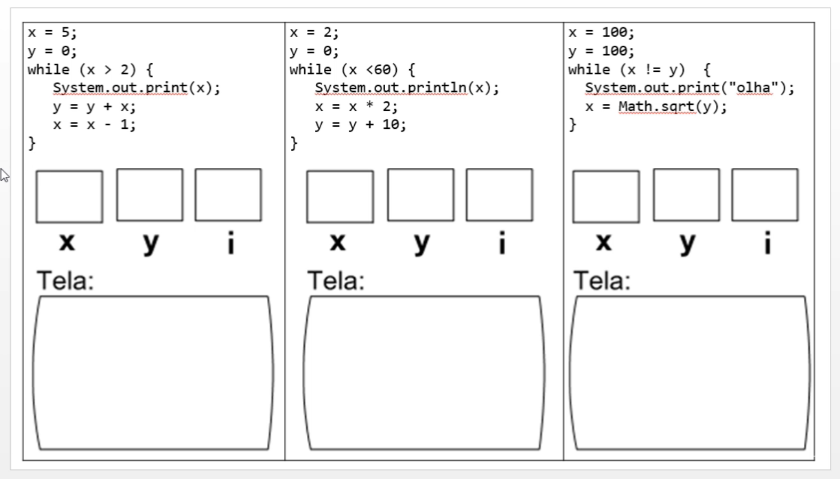 x = 5;
y = 0;
while (x > 2) {
System.out.print(x);
y = y + x;
x = x - 1;
}
x y i
Tela:
x = 2;
y = 0;
while (x <60) {
System.out.println(x);
x = x * 2;
y = y + 10;
}
x y i
Tela:
x = 100;
y = 100;
while (x != y)  {
System.out.print("olha");
x = Math.sqrt(y);
}
x y i
Tela: